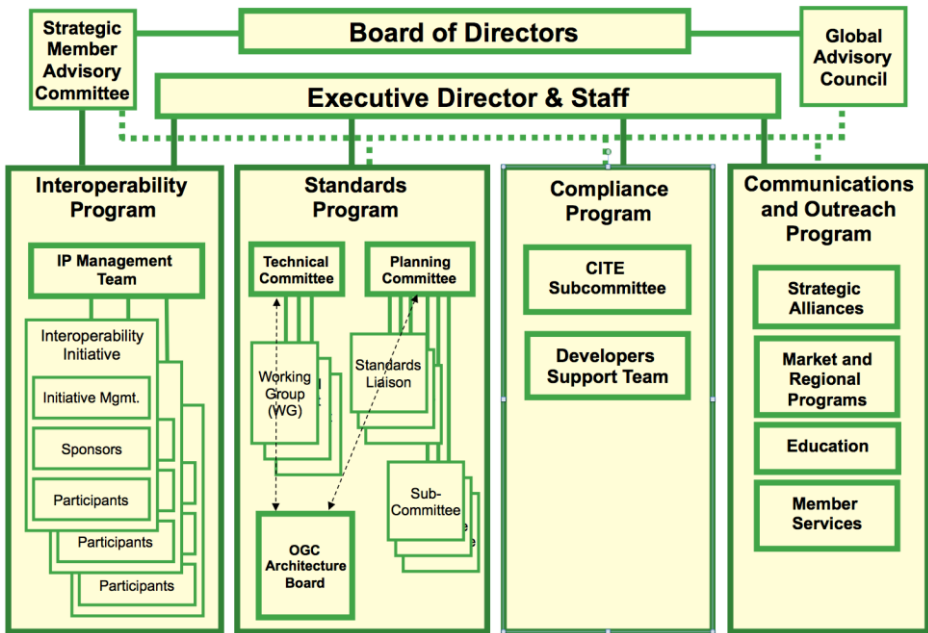 Strategic
Member
Advisory
Committee
Board of Directors
Global
Advisory
Council
Executive Director & Staff
Interoperability
Program
IP Management
Team
Interoperability
Initiative
Initiative Mgmt.
Sponsors
Participants
Participants
Participants
Standards
Program
Technical
Committee
Planning
Committee
Working
Group
(WG)
Standards
Liaison
Sub-
Committee
OGC
Architecture
Board
Compliance
Program
CITE
Subcommittee
Developers
Support Team
Communications
and Outreach
Program
Strategic
Alliances
Market and
Regional
Programs
Education
Member
Services